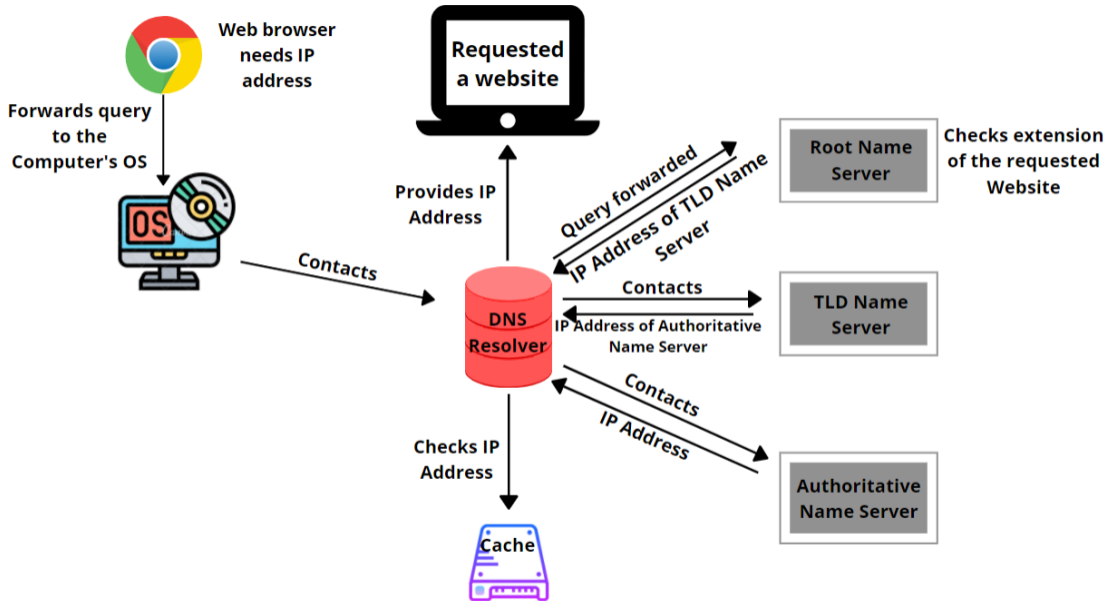 Web browser
needs IP
address
Forwards query
to the
Computer's OS
OS
Contacts
Requested
a website
Provides IP
Address
DNS
Resolver
Checks IP
Address
Cache
Query forwarded
IP Address of TLD Name
Server
Root Name
Server
Checks extension
of the requested
Website
Contacts
IP Address of Authoritative
Name Server
TLD Name
Server
Contacts
IP Address
Authoritative
Name Server